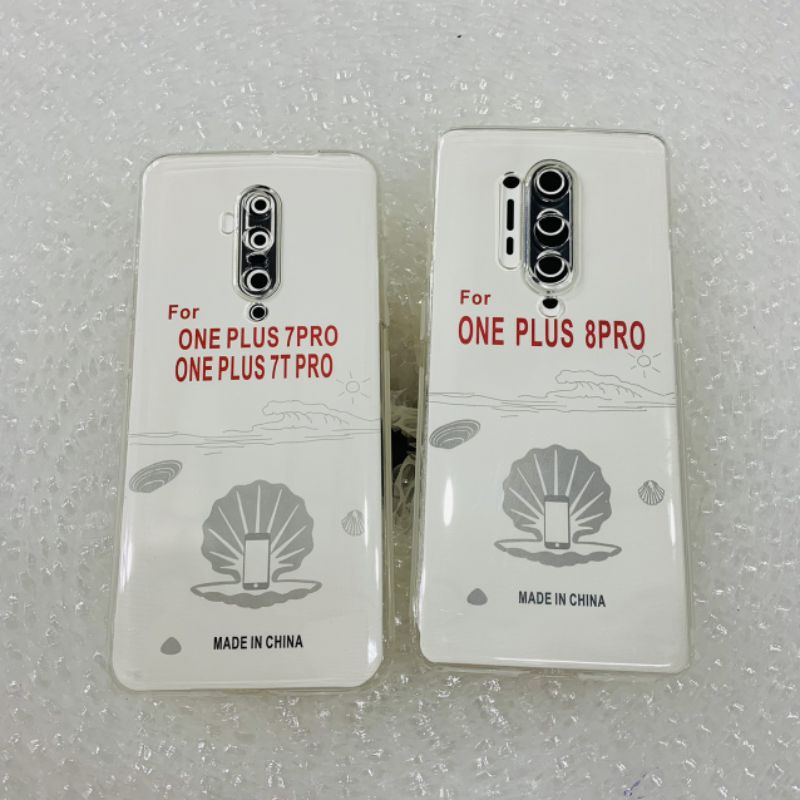 For
ONE PLUS 7PRO
ONE PLUS 7T PRO
MADE IN CHINA
For
ONE PLUS 8PRO
MADE IN CHINA